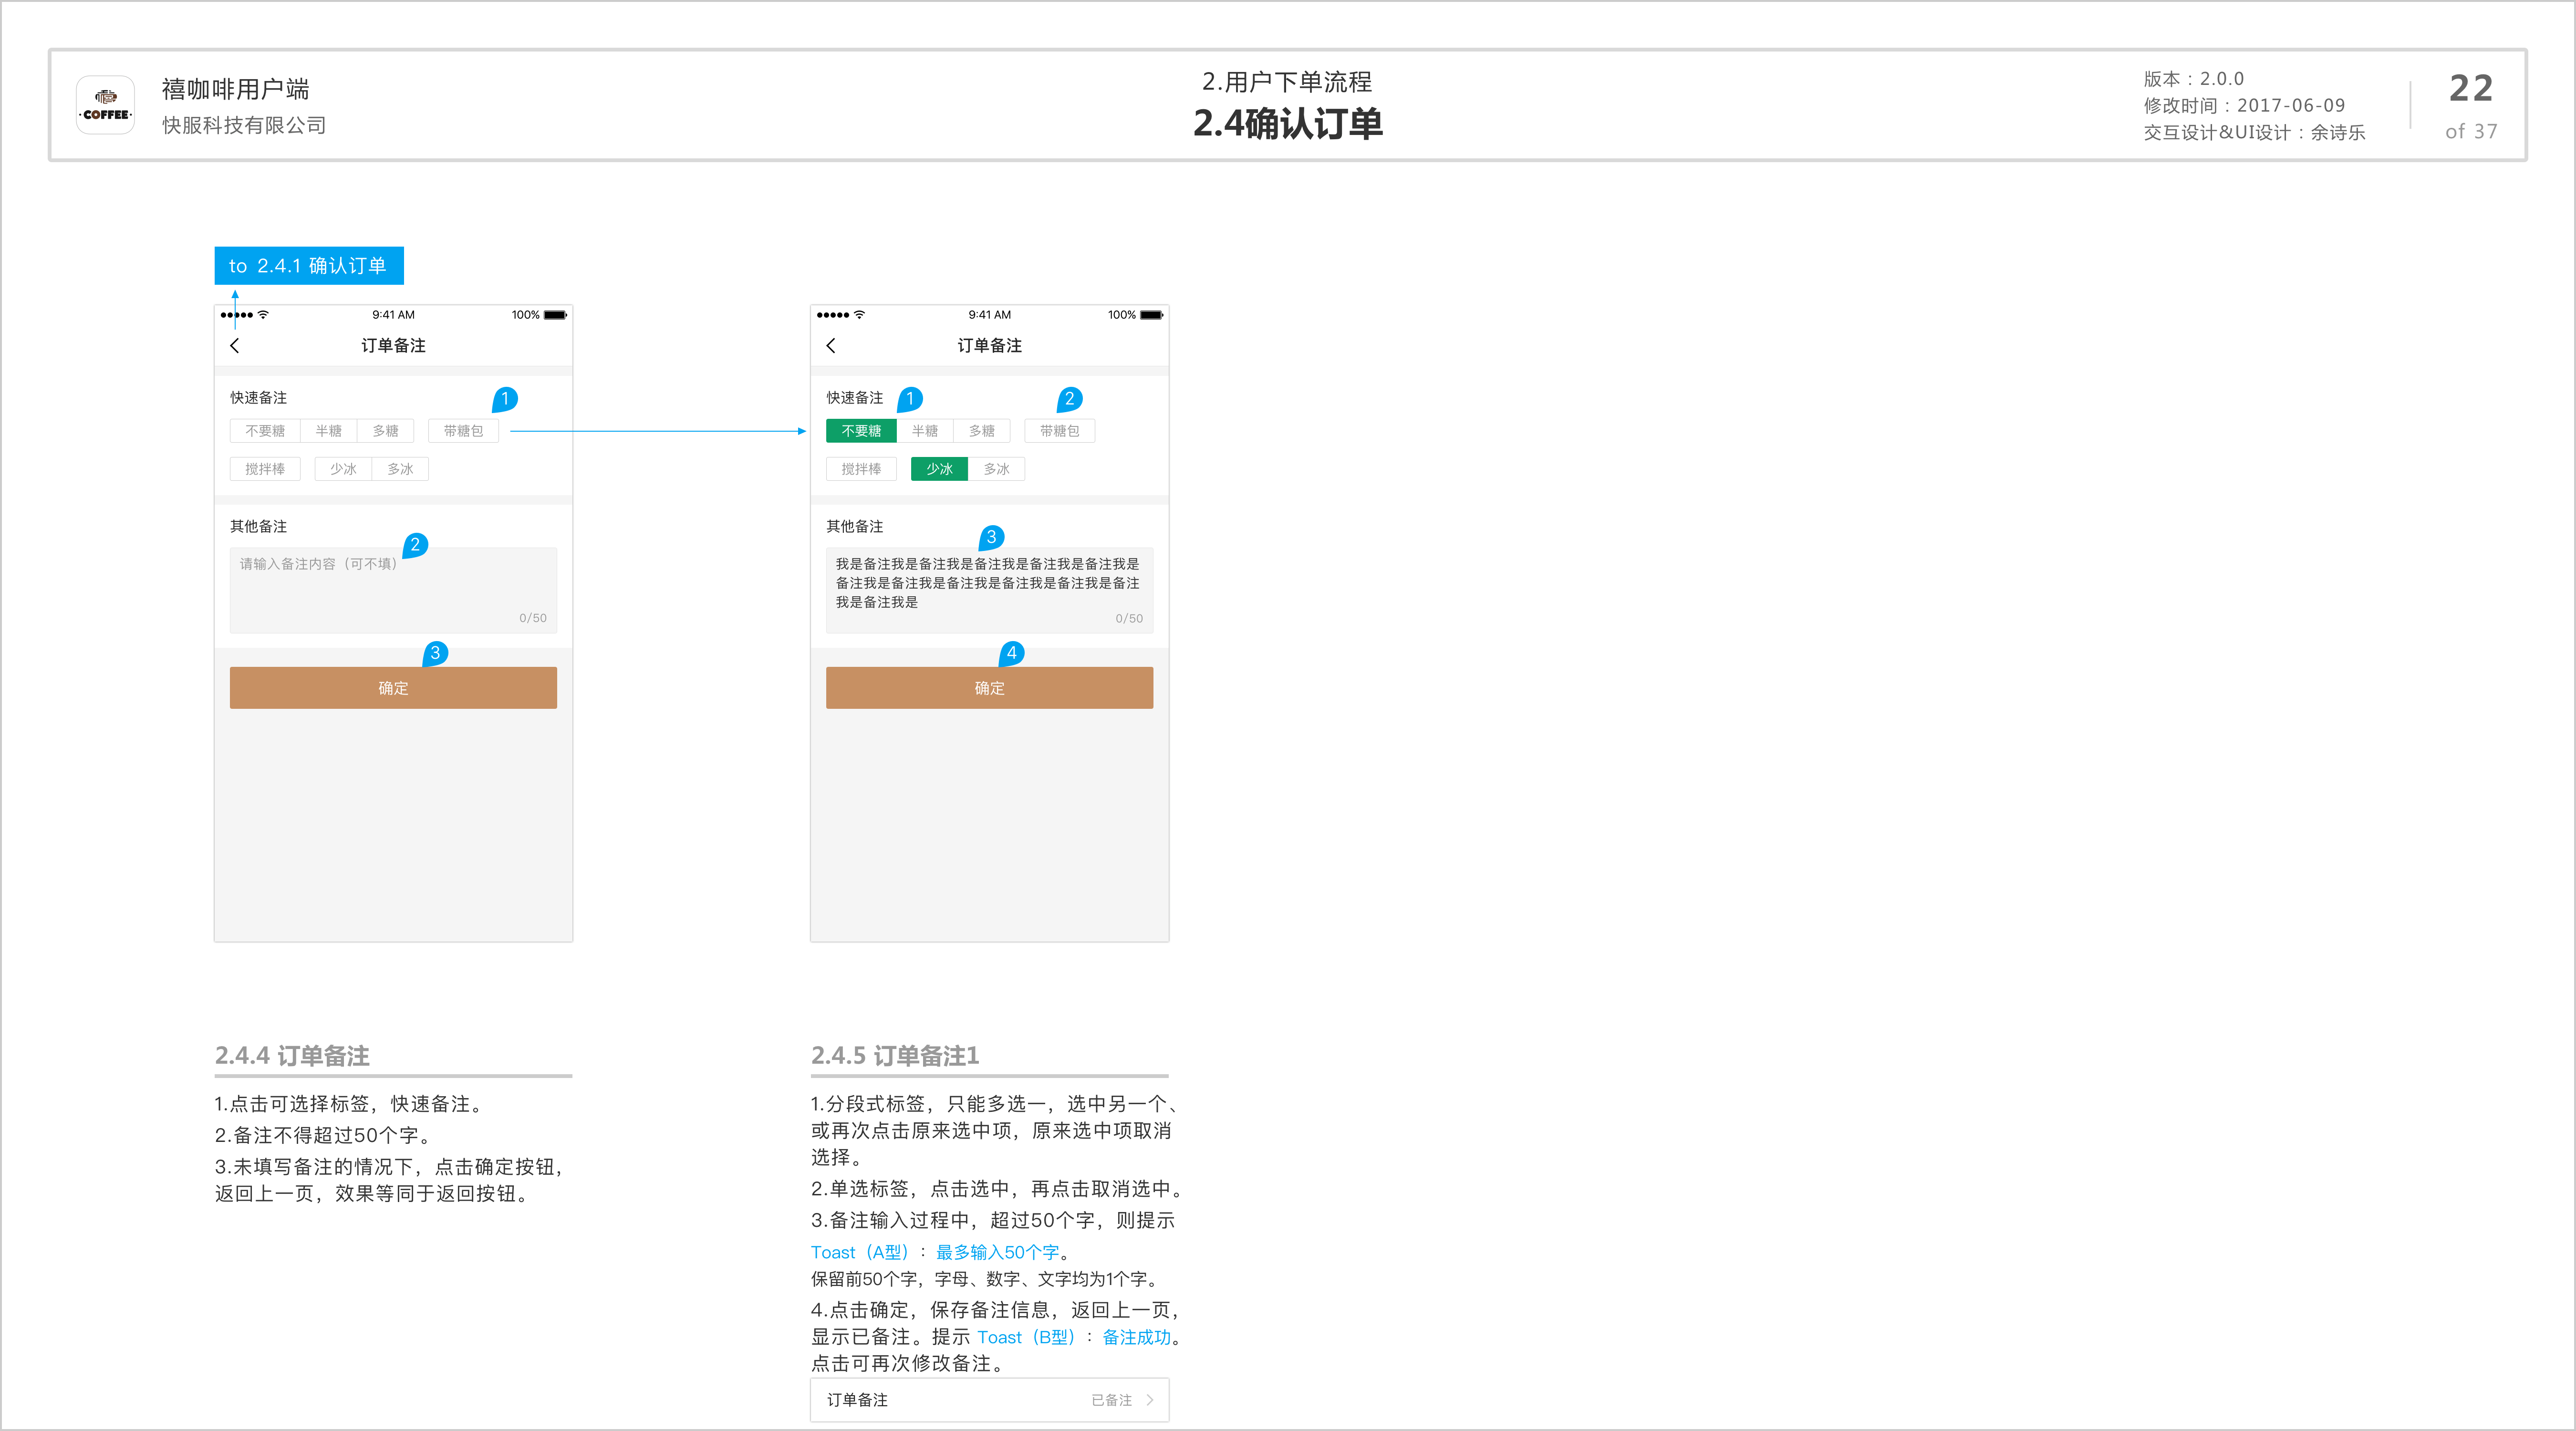 ·COFFEE·
禧咖啡用户端
快服科技有限公司
2.用户下单流程
2.4确认订单
版本：2.0.0
修改时间：2017-06-09
交互设计&UI设计：余诗乐
22
of 37
to 2.4.1 确认订单
9:41 AM
100%
订单备注
快速备注
1
不要糖
半糖
多糖
带糖包
搅拌棒
少冰
多冰
其他备注
2
请输入备注内容（可不填）
0/50
3
确定
9:41 AM
100%
订单备注
快速备注
1
2
不要糖
半糖
多糖
带糖包
搅拌棒
少冰
多冰
其他备注
3
我是备注我是备注我是备注我是备注我是备注我是
备注我是备注我是备注我是备注我是备注我是备注
我是备注我是
0/50
4
确定
2.4.4 订单备注
1.点击可选择标签，快速备注。
2.备注不得超过50个字。
3.未填写备注的情况下，点击确定按钮，
返回上一页，效果等同于返回按钮。
2.4.5 订单备注1
1.分段式标签，只能多选一，选中另一个、
或再次点击原来选中项，原来选中项取消
选择。
2.单选标签，点击选中，再点击取消选中。
3.备注输入过程中，超过50个字，则提示
Toast（A型）：最多输入50个字。
保留前50个字，字母、数字、文字均为1个字。
4.点击确定，保存备注信息，返回上一页，
显示已备注。提示 Toast（B型）：备注成功。
点击可再次修改备注。
订单备注
已备注